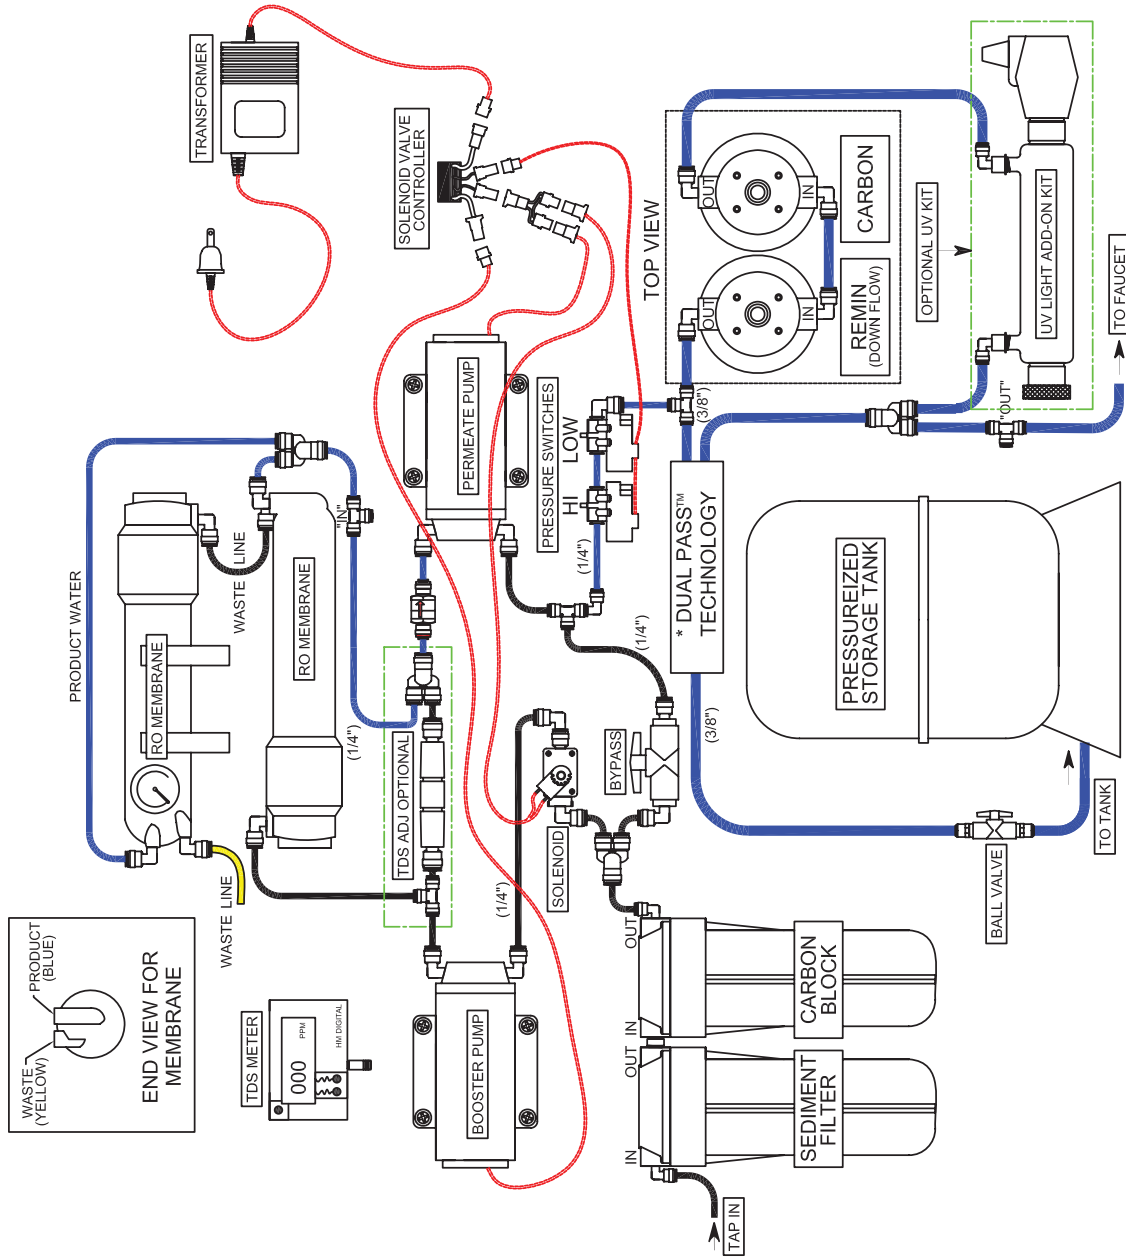 WASTE
(YELLOW)
PRODUCT
(BLUE)
END VIEW FOR
MEMBRANE
PRODUCT WATER
WASTE LINE
RO MEMBRANE
WASTE LINE
RO MEMBRANE
"IN"
(1/4")
TDS METER
000
PPM
HM DIGITAL
TRANSFORMER
SOLENOID VALVE
CONTROLLER
TDS ADJ OPTIONAL
BOOSTER PUMP
PERMEATE PUMP
(1/4")
SOLENOID
BYPASS
(1/4")
PRESSURE SWITCHES
HI
LOW
(1/4")
TOP VIEW
OUT
IN
OUT
IN
REMIN
(DOWN FLOW)
CARBON
(3/8")
* DUAL PASS™
TECHNOLOGY
(3/8")
OPTIONAL UV KIT
UV LIGHT ADD-ON KIT
"OUT"
TO FAUCET
PRESSUREIZED
STORAGE TANK
TO TANK
BALL VALVE
IN
OUT
IN
OUT
SEDIMENT
FILTER
CARBON
BLOCK
TAP IN